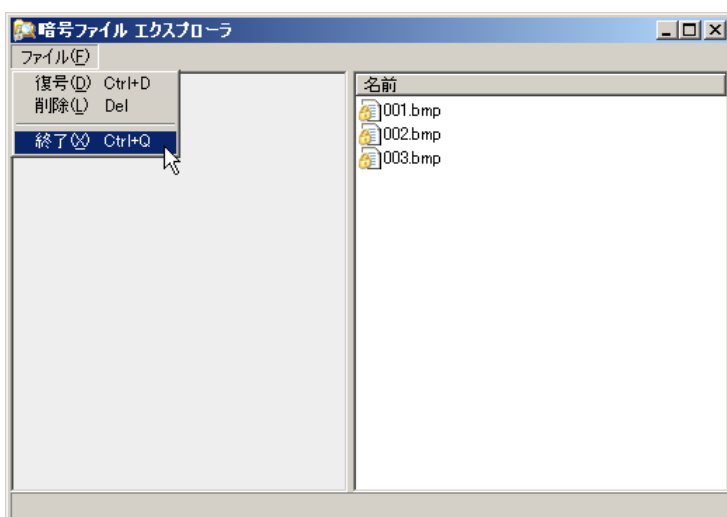 暗号ファイル エクスプローラ
ファイル(F)
復号(D) Ctrl+D
削除(L) Del
終了(X) Ctrl+Q
名前
001.bmp
002.bmp
003.bmp